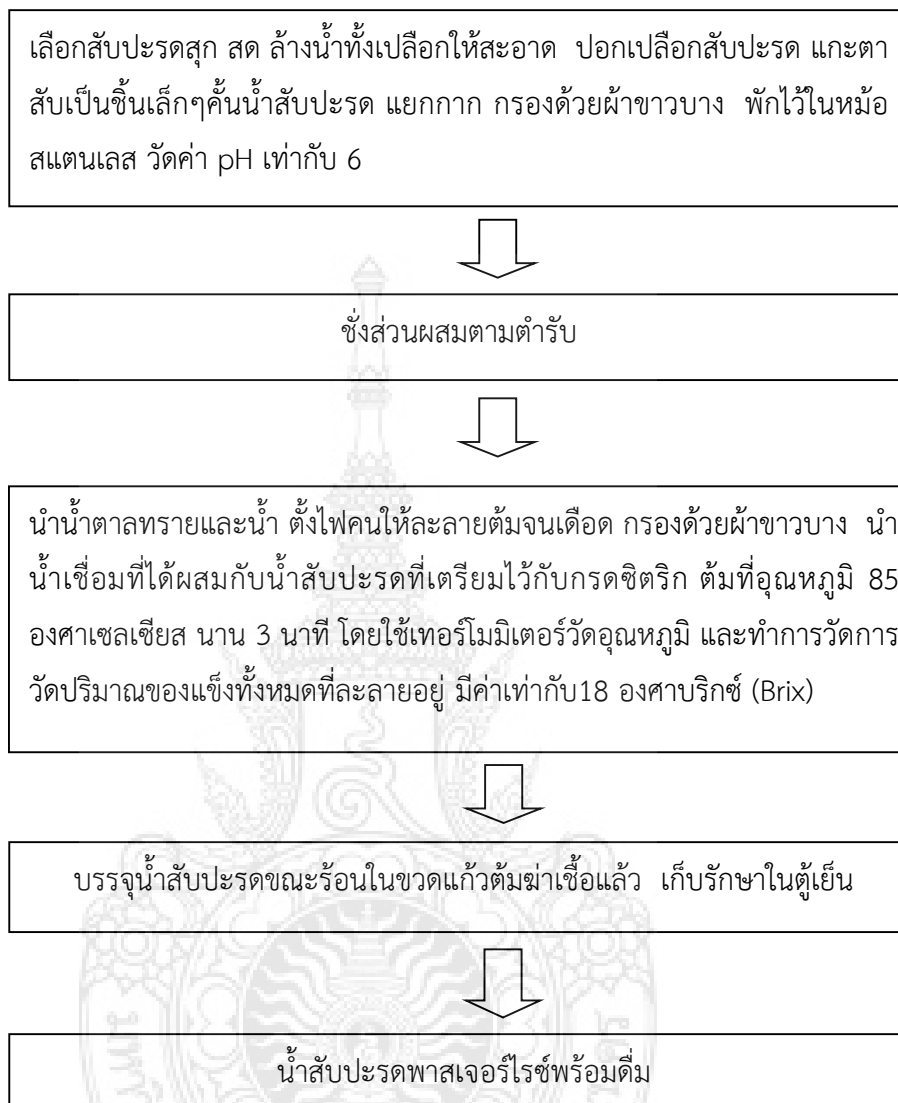 เลือกสับปะรดสุก สด ล้างน้ำทั้งเปลือกให้สะอาด ปอกเปลือกสับปะรด แกะตา
สับเป็นชิ้นเล็กๆคั้นน้ำสับปะรด แยกกาก กรองด้วยผ้าขาวบาง พักไว้ในหม้อ
สแตนเลส วัดค่า pH เท่ากับ 6
ชั่งส่วนผสมตามตำรับ
นำน้ำตาลทรายและน้ำ ตั้งไฟคนให้ละลายต้มจนเดือด กรองด้วยผ้าขาวบาง นำ
น้ำเชื่อมที่ได้ผสมกับน้ำสับปะรดที่เตรียมไว้กับกรดซิตริก ต้มที่อุณหภูมิ 85
องศาเซลเซียส นาน 3 นาที โดยใช้เทอร์โมมิเตอร์วัดอุณหภูมิ และทำการวัดการ
วัดปริมาณของแข็งทั้งหมดที่ละลายอยู่ มีค่าเท่ากับ18 องศาบริกซ์ (Brix)
บรรจุน้ำสับปะรดขณะร้อนในขวดแก้วต้มฆ่าเชื้อแล้ว เก็บรักษาในตู้เย็น
น้ำสับปะรดพาสเจอร์ไรซ์พร้อมดื่ม